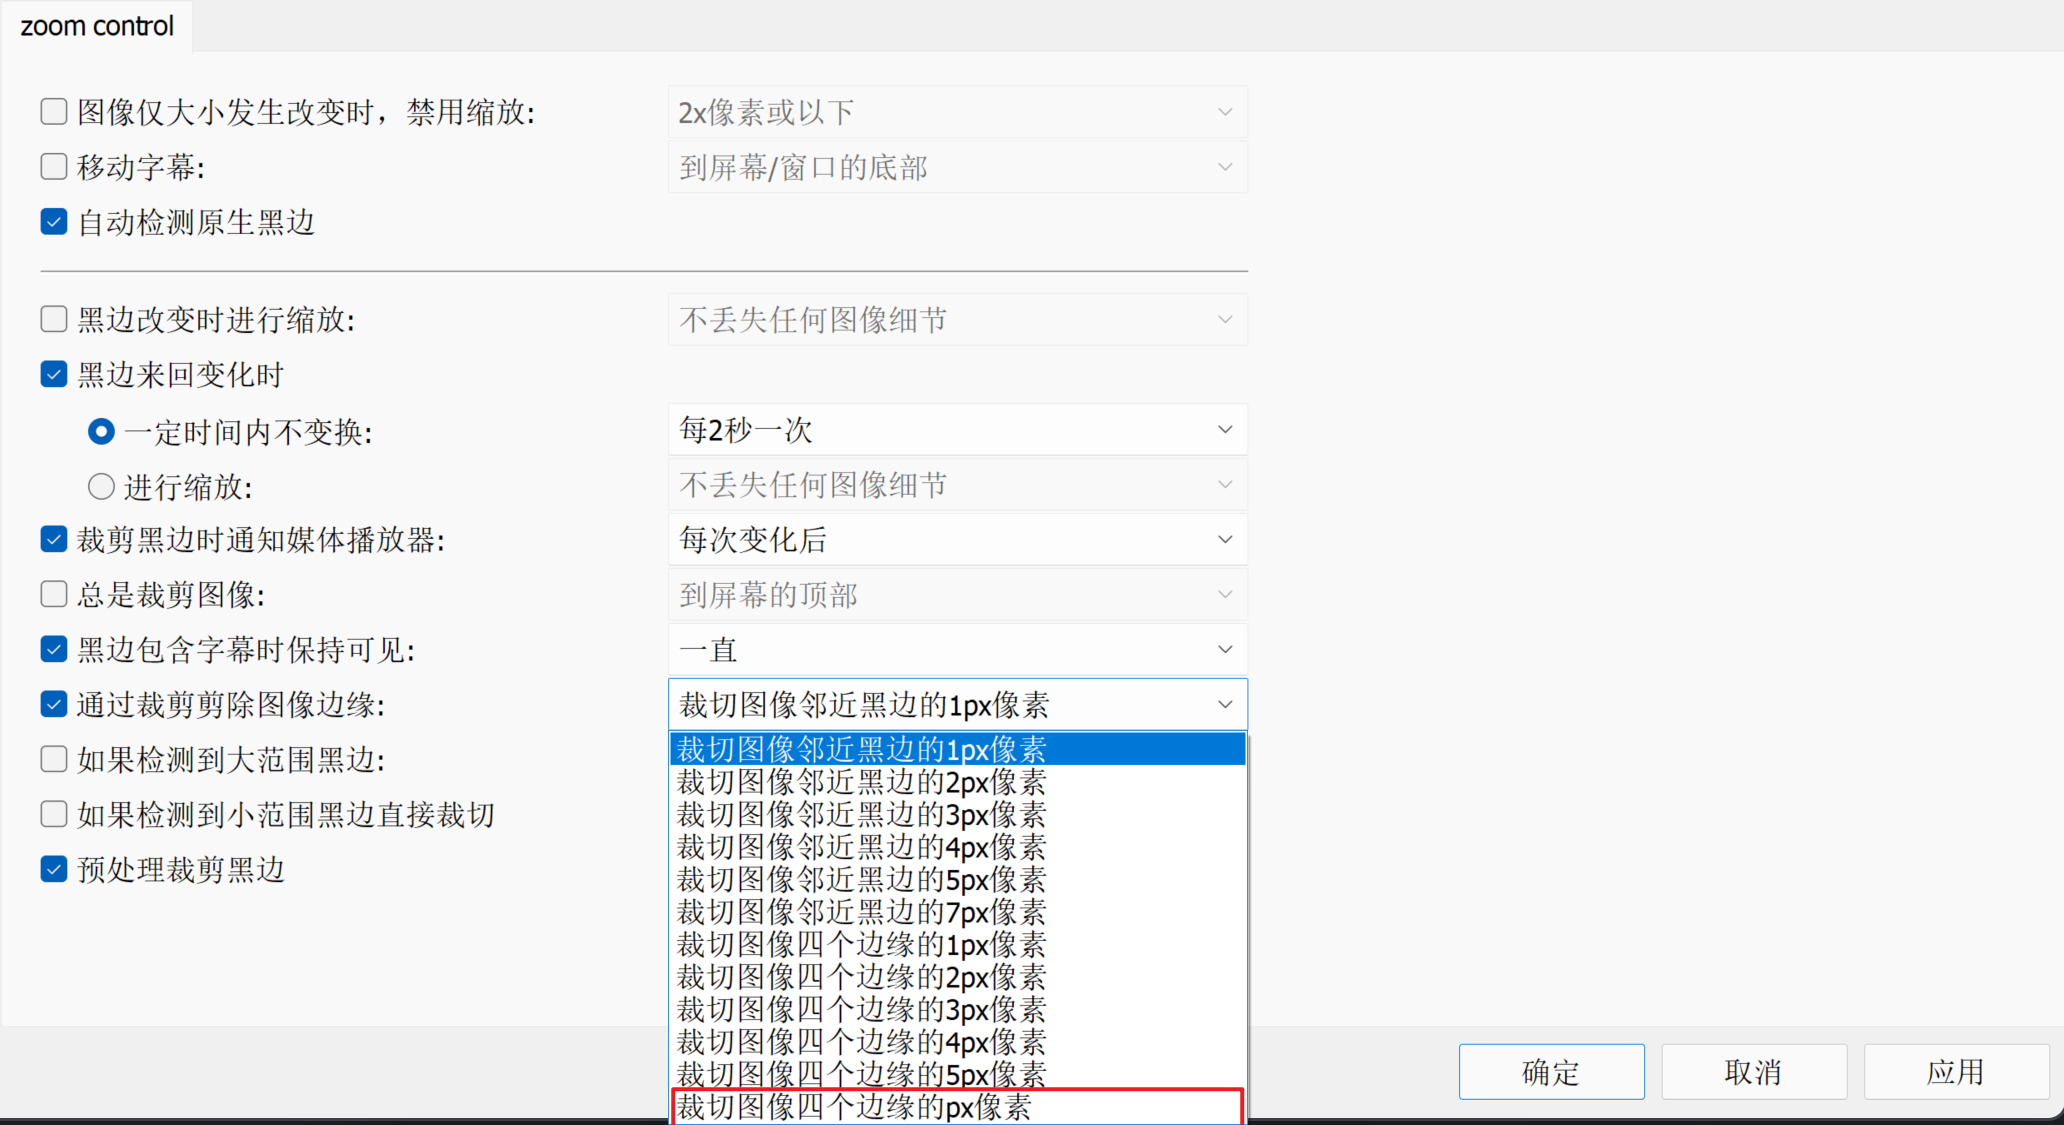 zoom control
图像仅大小发生改变时，禁用缩放:
2x像素或以下
移动字幕:
到屏幕/窗口的底部
自动检测原生黑边
黑边改变时进行缩放:
不丢失任何图像细节
黑边来回变化时
一定时间内不变换:
每2秒一次
进行缩放:
不丢失任何图像细节
裁剪黑边时通知媒体播放器:
每次变化后
总是裁剪图像:
到屏幕的顶部
黑边包含字幕时保持可见:
一直
通过裁剪剪除图像边缘:
裁切图像邻近黑边的1px像素
如果检测到大范围黑边:
如果检测到小范围黑边直接裁切
预处理裁剪黑边
裁切图像邻近黑边的1px像素
裁切图像邻近黑边的2px像素
裁切图像邻近黑边的3px像素
裁切图像邻近黑边的4px像素
裁切图像邻近黑边的5px像素
裁切图像邻近黑边的7px像素
裁切图像四个边缘的1px像素
裁切图像四个边缘的2px像素
裁切图像四个边缘的3px像素
裁切图像四个边缘的4px像素
裁切图像四个边缘的5px像素
裁切图像四个边缘的px像素
确定
取消
应用